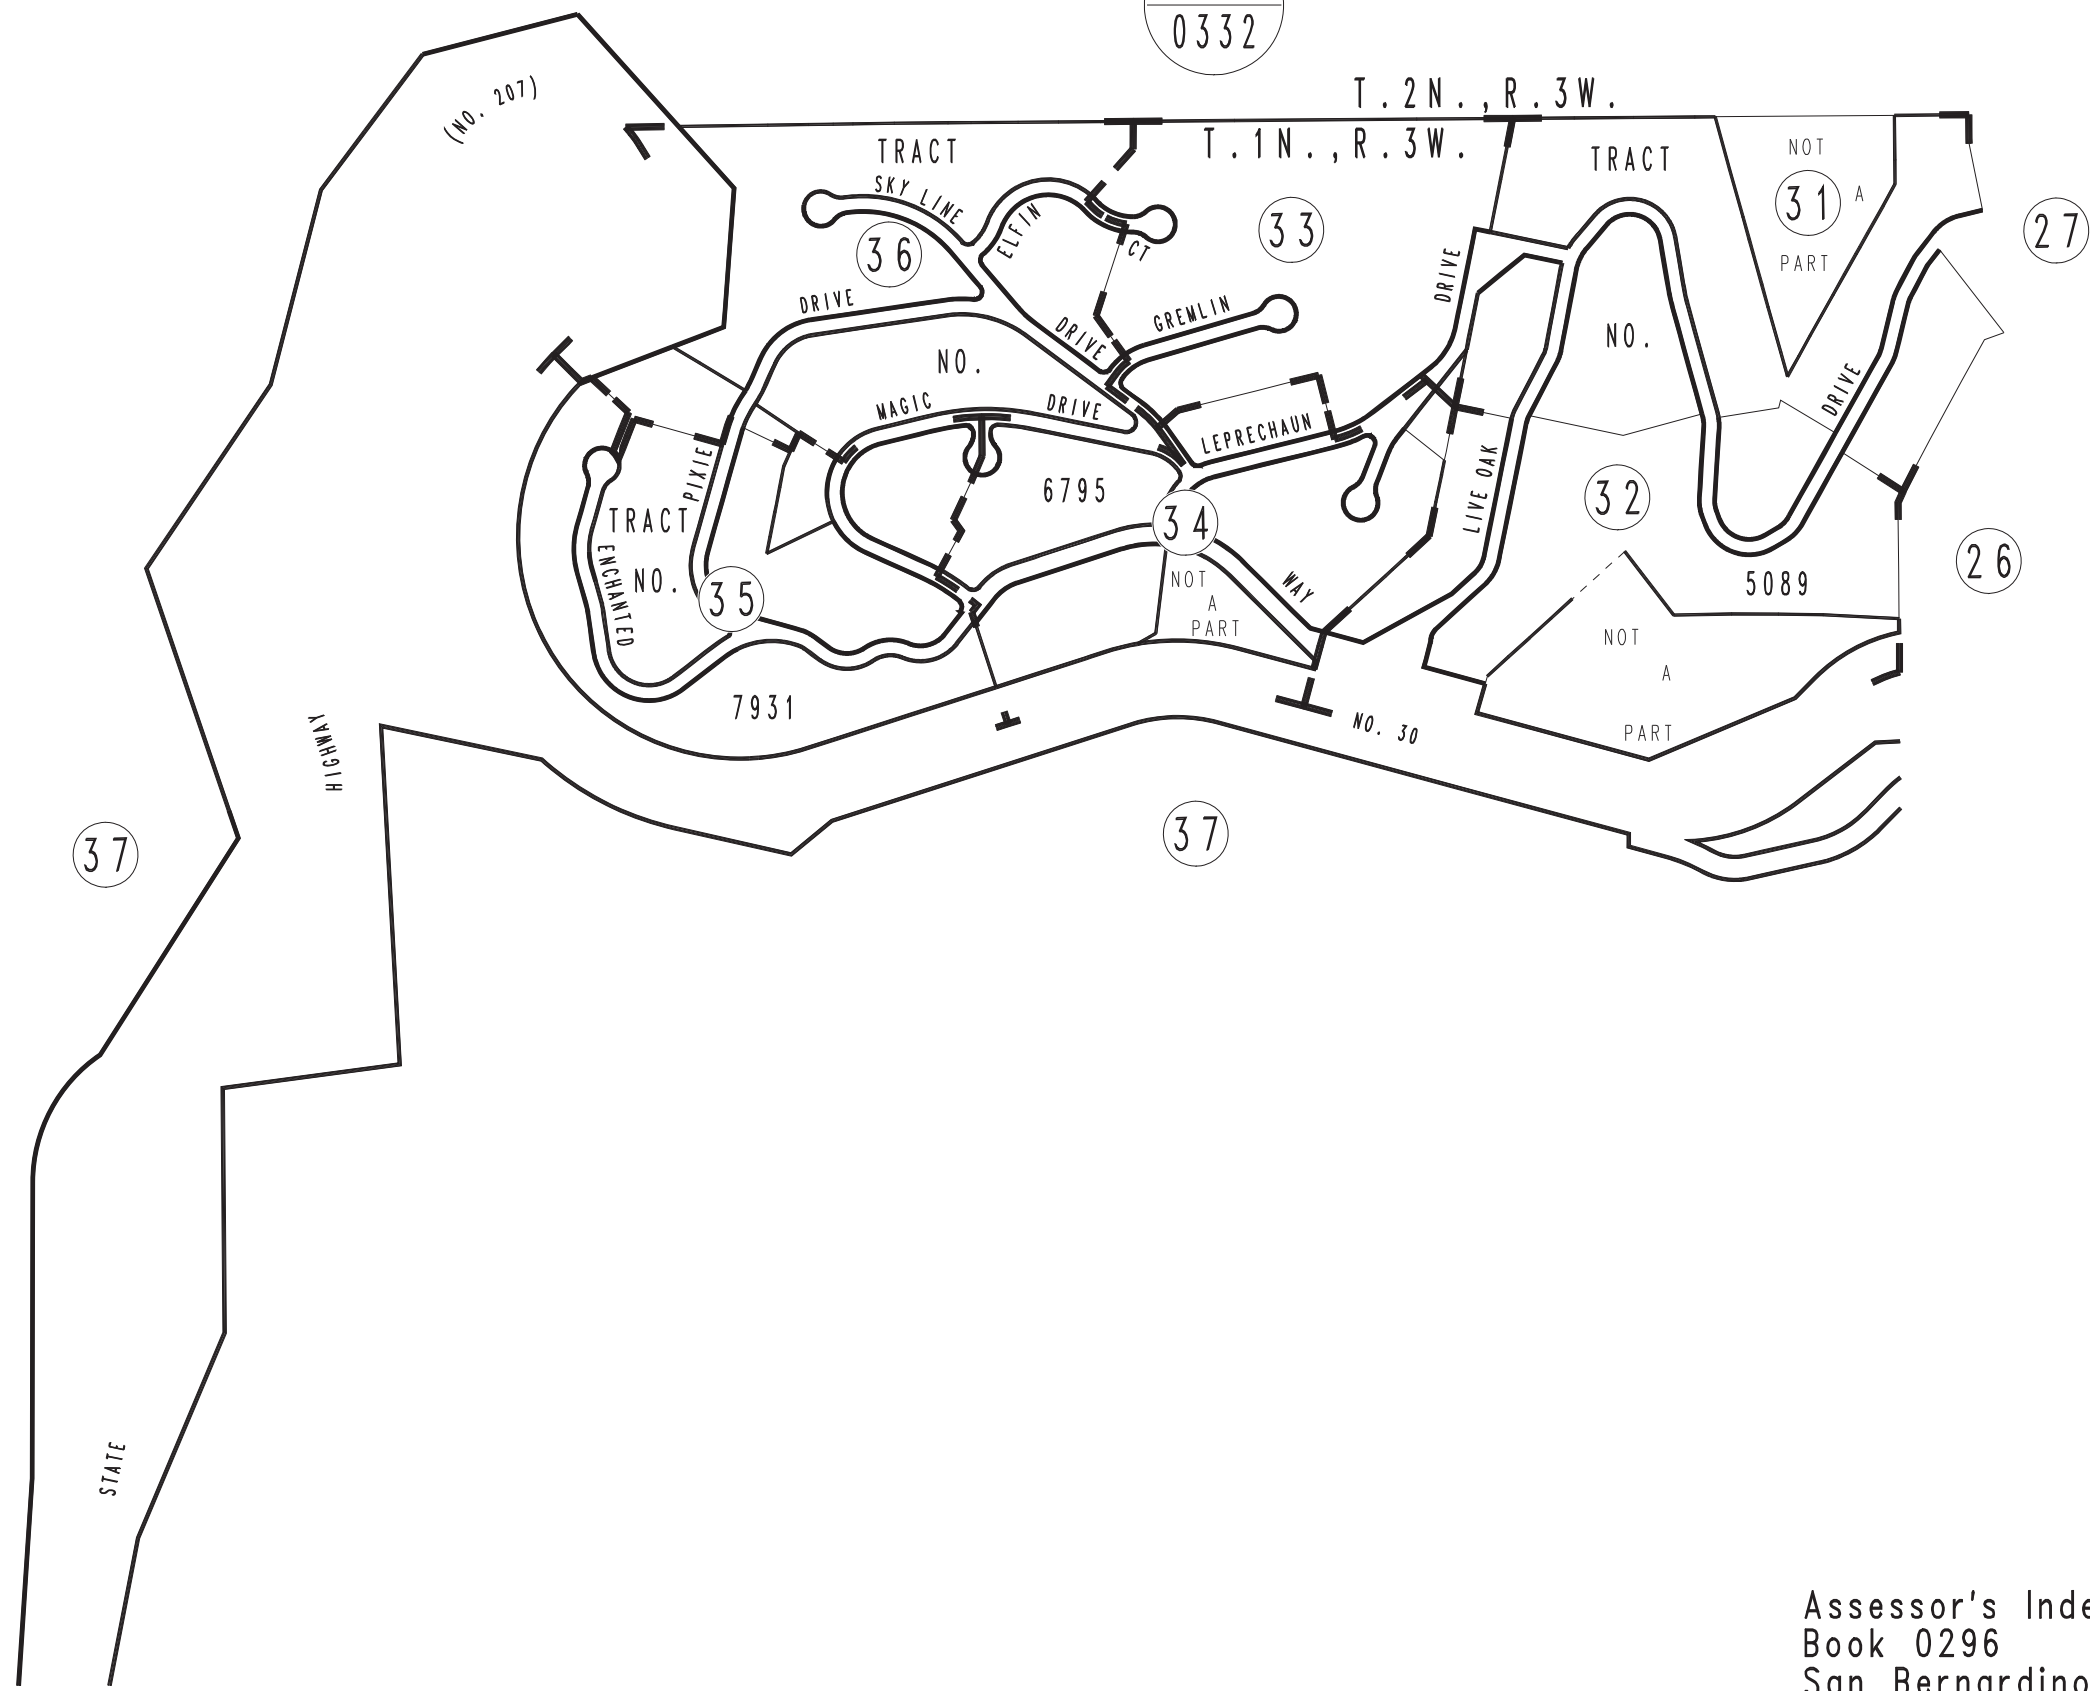 0332
(NO. 207)
T.2N.,R.3W.
T.1N.,R.3W.
TRACT
TRACT
NOT
A
PART
31
SKY LINE
ELFIN
CT
33
27
36
DRIVE
DRIVE
GREMLIN
DRIVE
NO.
NO.
MAGIC
DRIVE
DRIVE
LEPRECHAUN
PIXIE
6795
LIVE OAK
32
TRACT
34
26
ENCHANTED
NO.
35
NOT
A
PART
WAY
5089
NOT
A
PART
7931
NO. 30
HIGHWAY
37
37
STATE
Assessor's Inde
Book 0296
San Bernardino